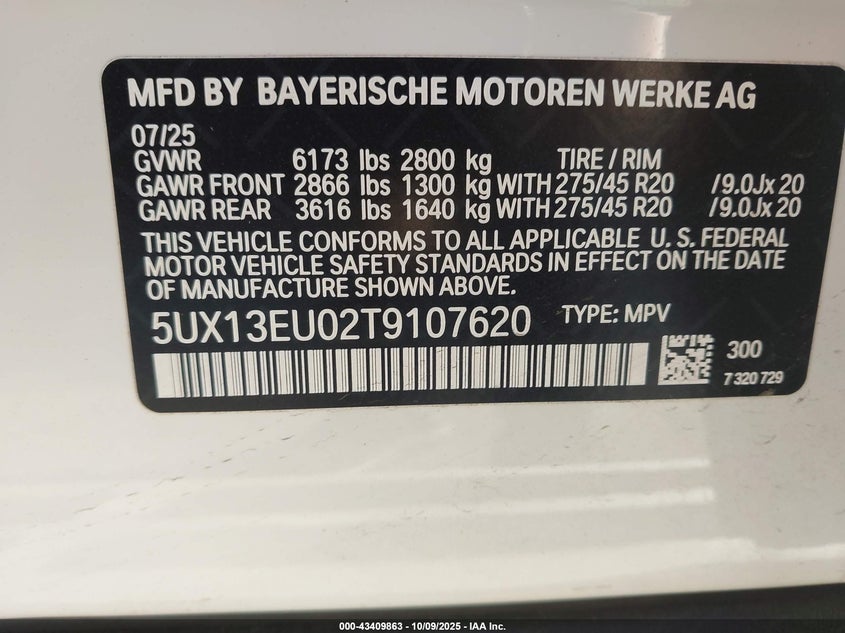 MFD BY BAYERISCHE MOTOREN WERKE AG
07/25
GVWR 6173 lbs 2800 kg TIRE / RIM
GAWR FRONT 2866 lbs 1300 kg WITH 275/45 R20 /9.0Jx 20
GAWR REAR 3616 lbs 1640 kg WITH 275/45 R20 /9.0Jx 20
THIS VEHICLE CONFORMS TO ALL APPLICABLE U. S. FEDERAL
MOTOR VEHICLE SAFETY STANDARDS IN EFFECT ON THE DATE
OF MANUFACTURE SHOWN ABOVE.
5UX13EU02T9107620 TYPE: MPV
300
7 320 729
000-43409863 - 10/09/2025 - IAA Inc.